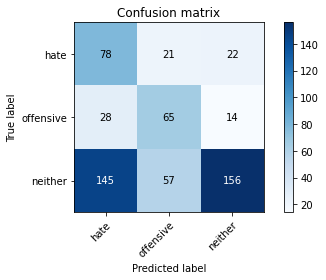 Confusion matrix
hate 78 21 22
offensive 28 65 14
neither 145 57 156
hate offensive neither
True label
Predicted label
160
140
120
100
80
60
40
20